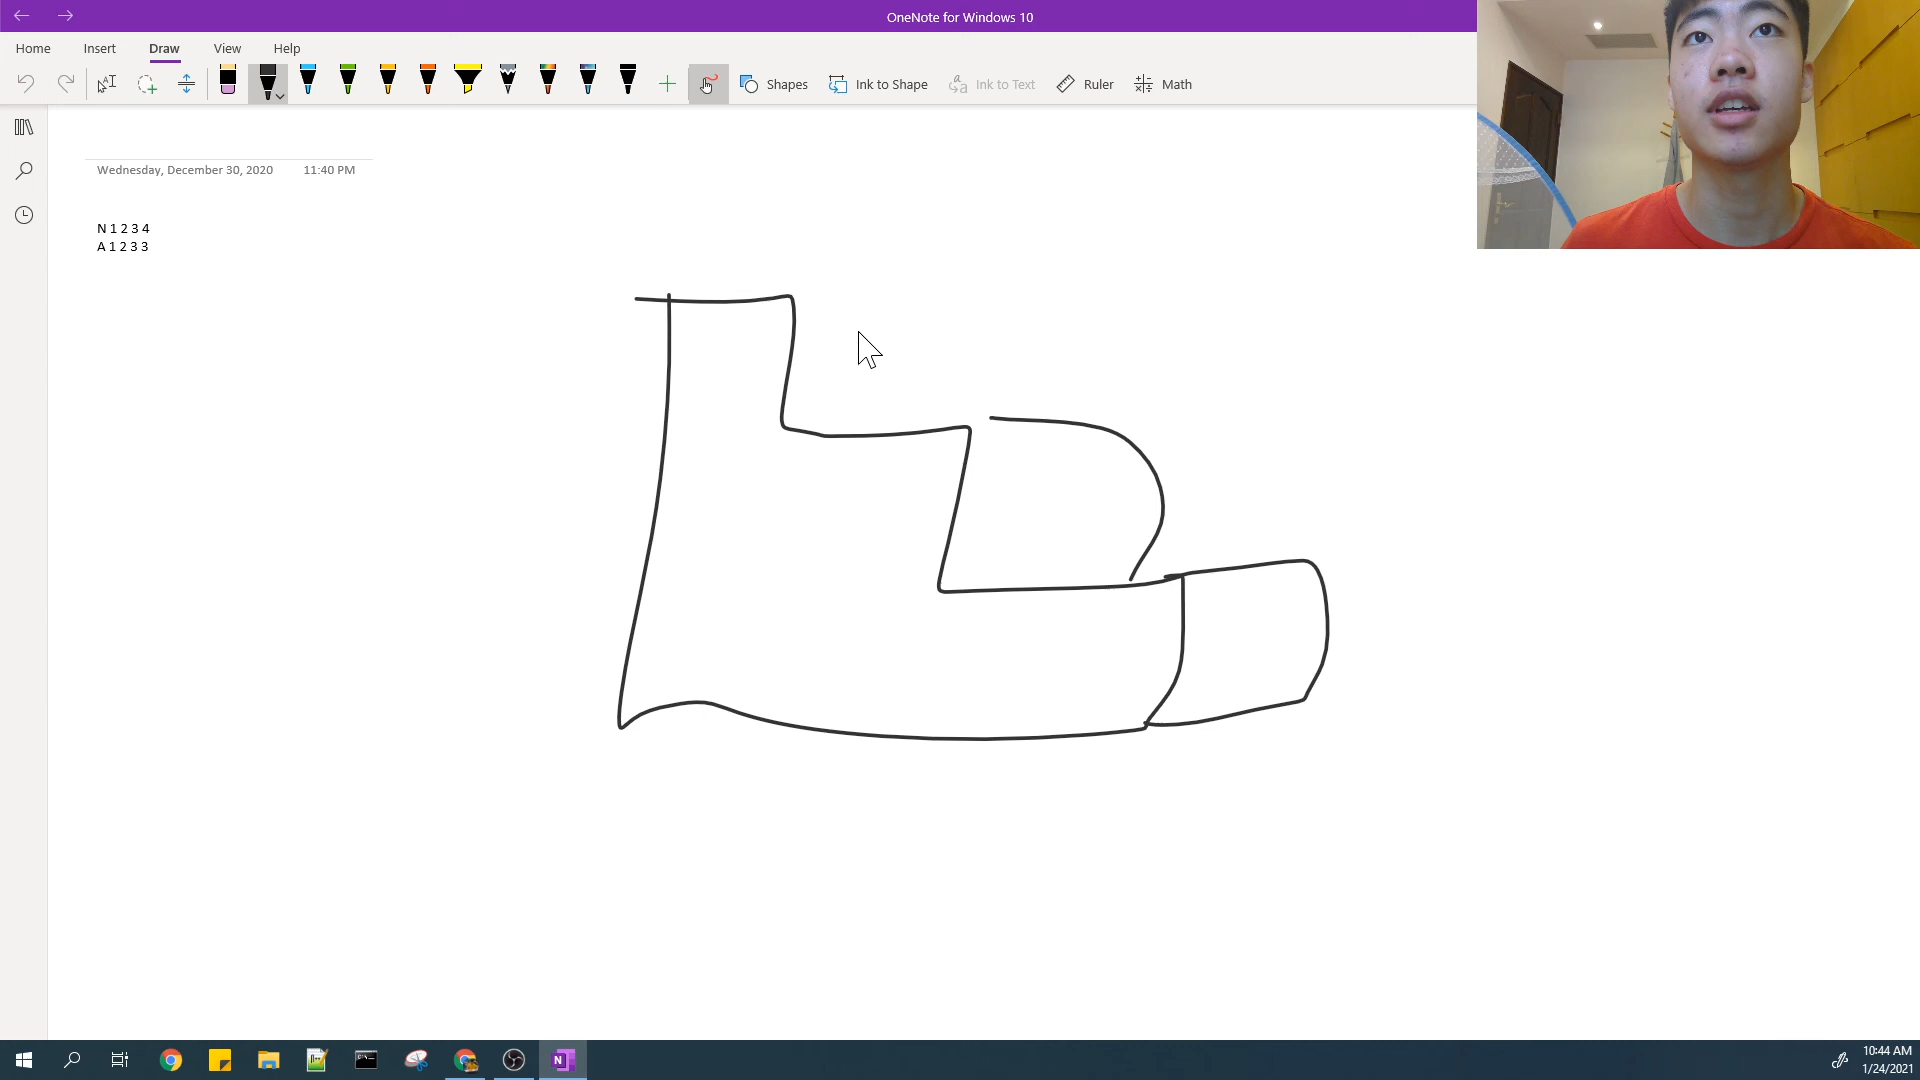 OneNote for Windows 10
Home Insert Draw View Help
Shapes Ink to Shape Ink to Text Ruler Math
Wednesday, December 30, 2020 11:40 PM
N 1 2 3 4
A 1 2 3 3
10:44 AM
1/24/2021